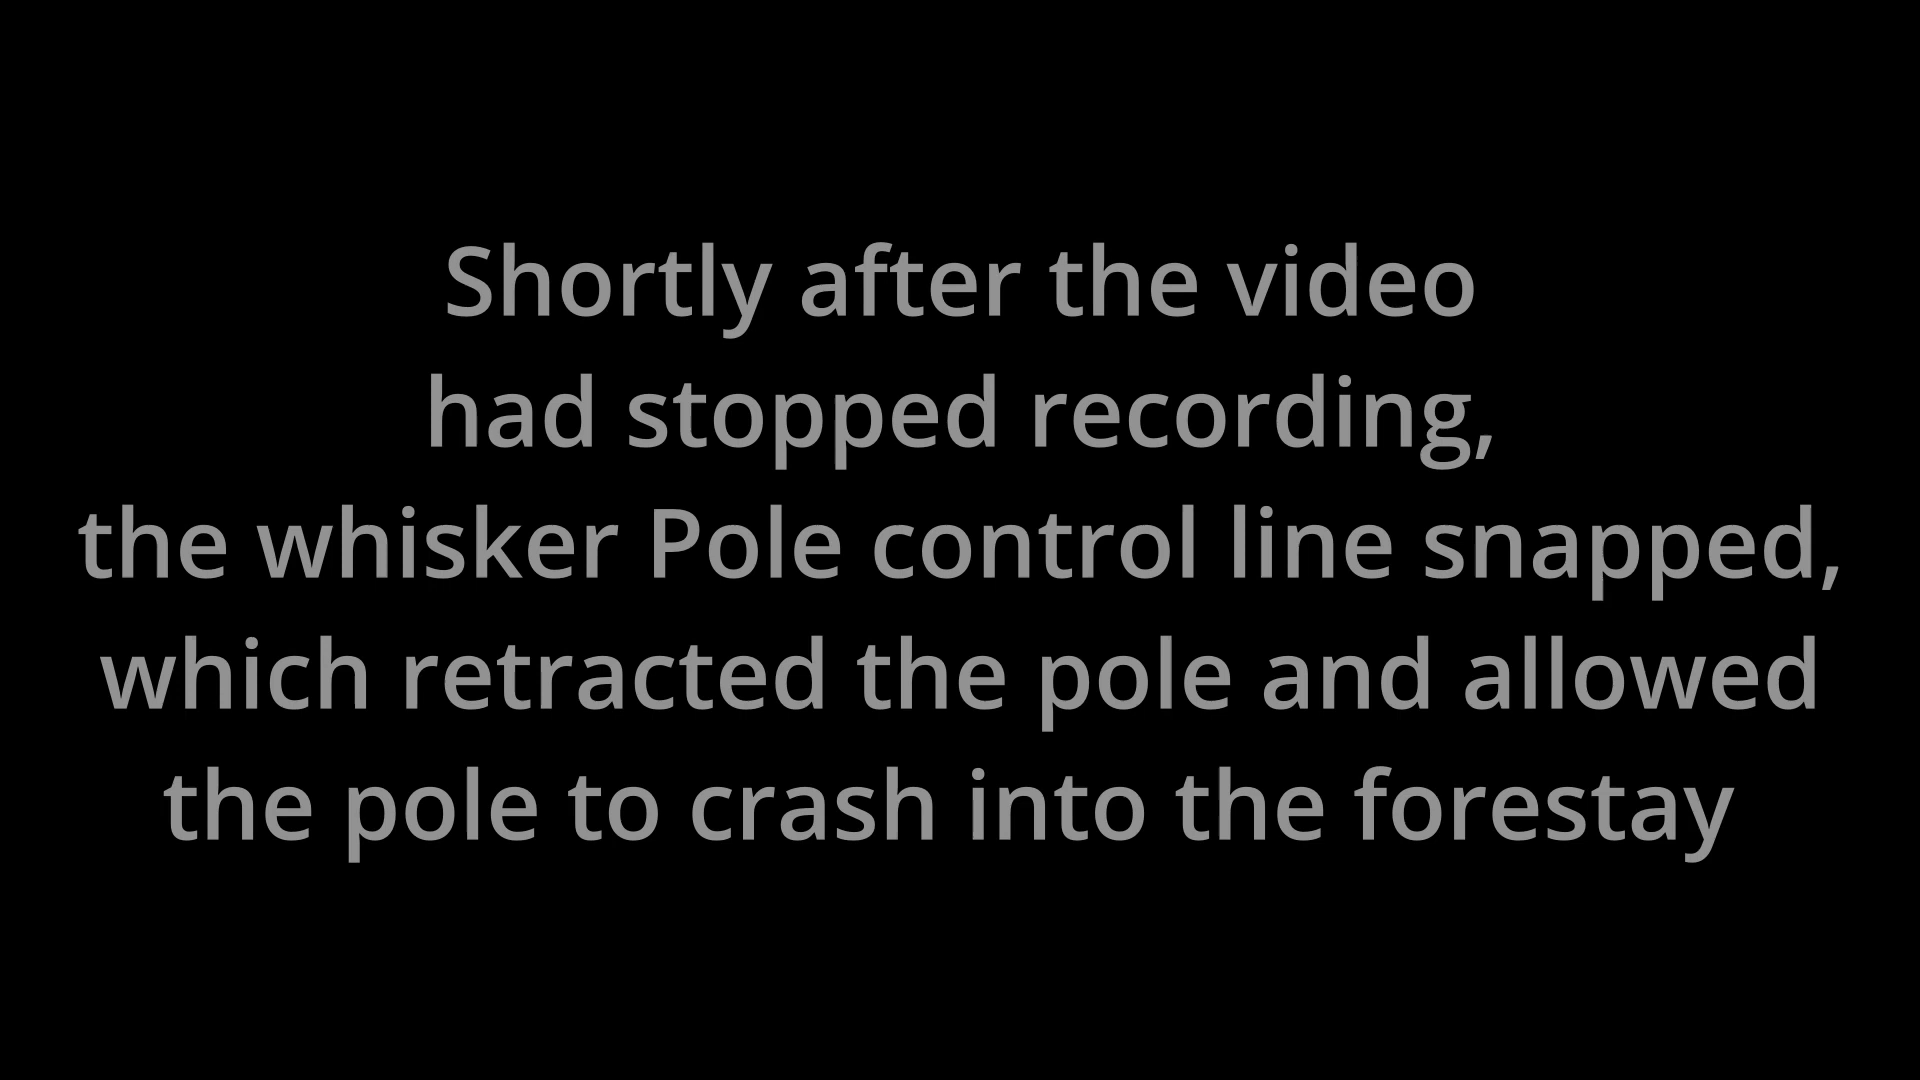 Shortly after the video
had stopped recording,
the whisker Pole control line snapped,
which retracted the pole and allowed
the pole to crash into the forestay